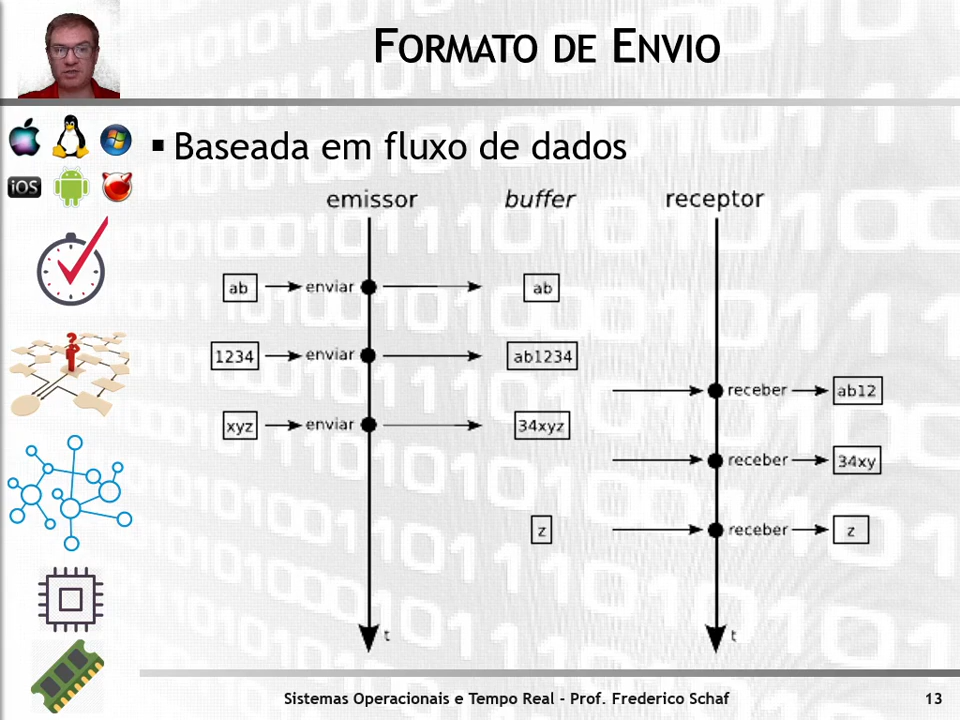 FORMATO DE ENVIO
iOS
Baseada em fluxo de dados
emissor buffer receptor
ab enviar ab
1234 enviar ab1234
receber ab12
xyz enviar 34xyz
receber 34xy
z receber z
t t
Sistemas Operacionais e Tempo Real - Prof. Frederico Schaf 13